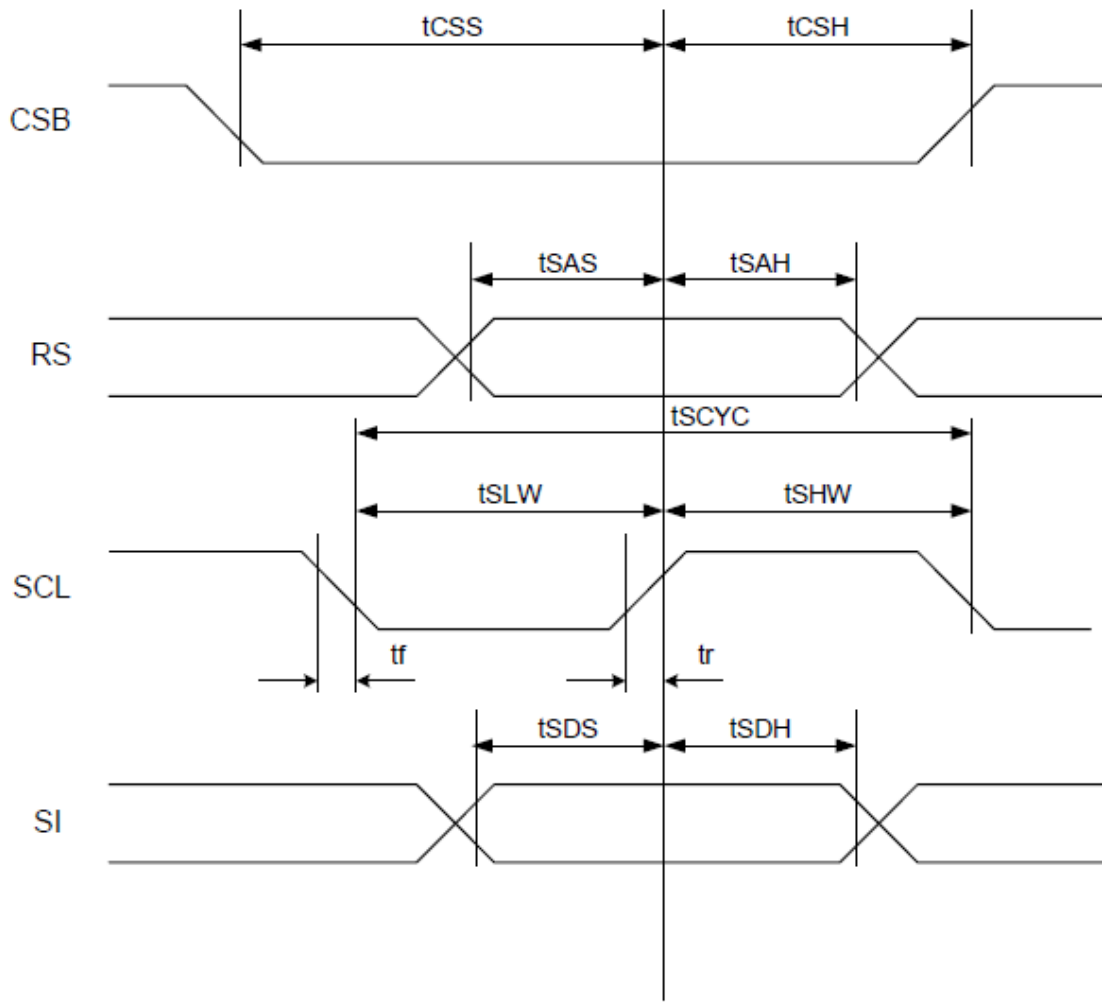 tCSS
tCSH
CSB
tSAS
tSAH
RS
tSCYC
tSLW
tSHW
SCL
tf
tr
tSDS
tSDH
SI